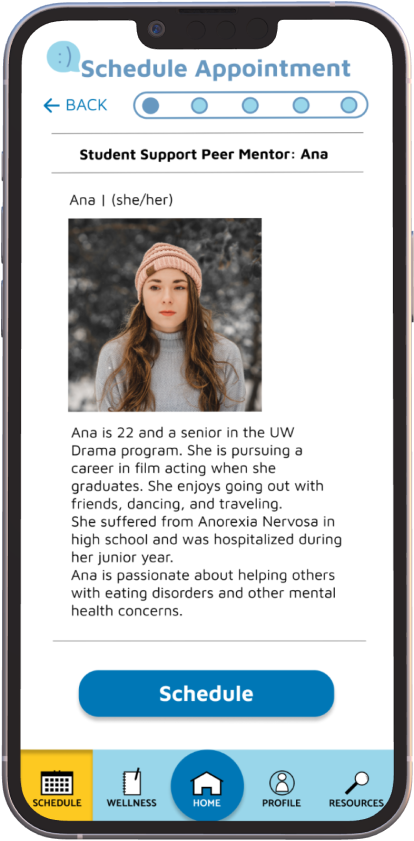 :)
Schedule Appointment
← BACK
Student Support Peer Mentor: Ana
Ana | (she/her)
Ana is 22 and a senior in the UW
Drama program. She is pursuing a
career in film acting when she
graduates. She enjoys going out with
friends, dancing, and traveling.
She suffered from Anorexia Nervosa in
high school and was hospitalized during
her junior year.
Ana is passionate about helping others
with eating disorders and other mental
health concerns.
Schedule
SCHEDULE WELLNESS HOME PROFILE RESOURCES